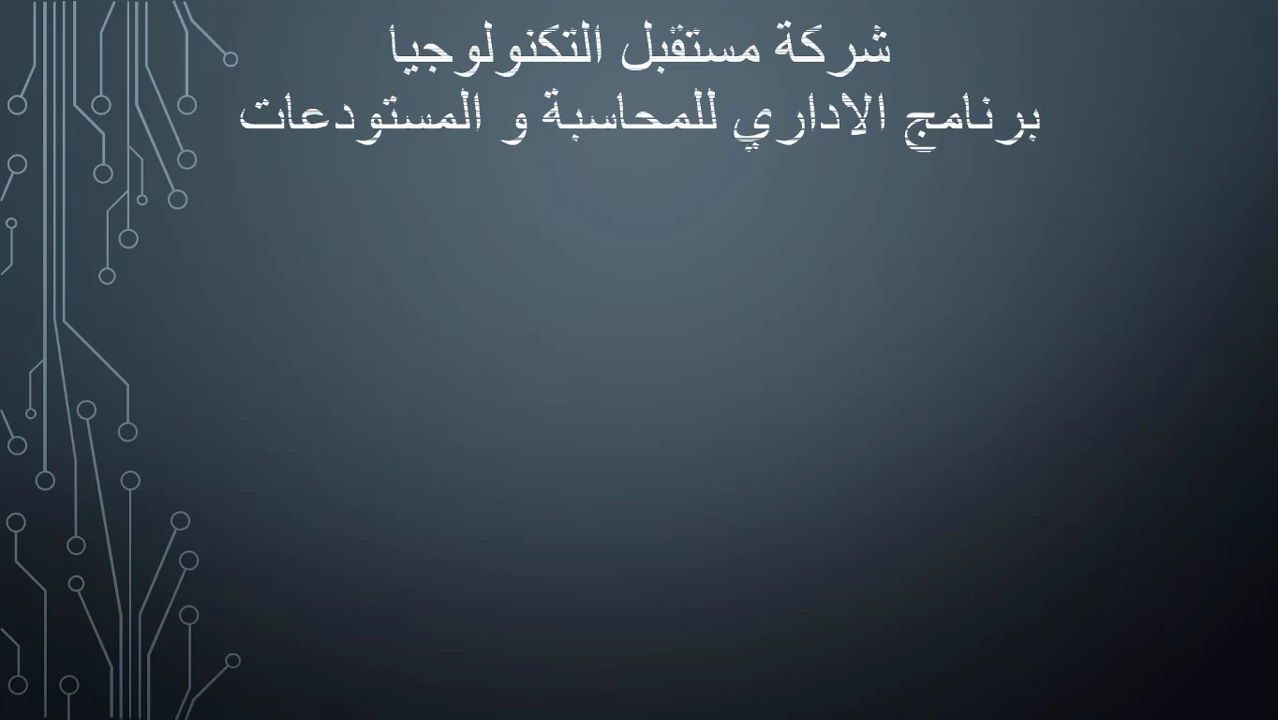 شركة مستقبل التكنولوجيا
برنامج الاداري للمحاسبة و المستودعات